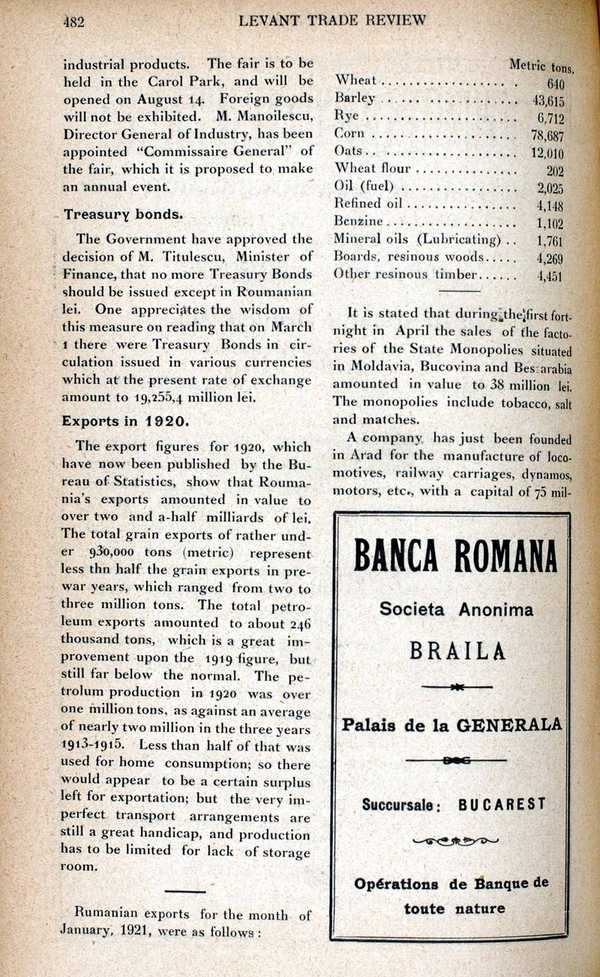 482
LEVANT TRADE REVIEW
industrial products. The fair is to be
held in the Carol Park, and will be
opened on August 14. Foreign goods
will not be exhibited. M. Manoilescu,
Director General of Industry, has been
appointed “Commissaire General” of
the fair, which it is proposed to make
an annual event.
Treasury bonds.
The Government have approved the
decision of M. Titulescu, Minister of
Finance, that no more Treasury Bonds
should be issued except in Roumanian
lei. One appreciates the wisdom of
this measure on reading that on March
1 there were Treasury Bonds in cir-
culation issued in various currencies
which at the present rate of exchange
amount to 19,255,4 million lei.
Exports in 1920.
The export figures for 1920, which
have now been published by the Bu-
reau of Statistics, show that Rouma-
nia's exports amounted in value to
over two and a-half milliards of lei.
The total grain exports of rather und-
er 930,000 tons (metric) represent
less thn half the grain exports in pre-
war years, which ranged from two to
three million tons. The total petro-
leum exports amounted to about 246
thousand tons, which is a great im-
provement upon the 1919 figure, but
still far below the normal. The pe-
trolum production in 1920 was over
one million tons, as against an average
of nearly two million in the three years
1913-1915. Less than half of that was
used for home consumption; so there
would appear to be a certain surplus
left for exportation; but the very im-
perfect transport arrangements are
still a great handicap, and production
has to be limited for lack of storage
room.
Rumanian exports for the month of
January, 1921, were as follows :
Metric tons.
Wheat . . . . . . . . . . . . . . . . . . 640
Barley . . . . . . . . . . . . . . . . . . 43,615
Rye . . . . . . . . . . . . . . . . . . . . 6,712
Corn . . . . . . . . . . . . . . . . . . . 78,687
Oats . . . . . . . . . . . . . . . . . . . 12,010
Wheat flour . . . . . . . . . . . . . . 202
Oil (fuel) . . . . . . . . . . . . . . . . 2,025
Refined oil . . . . . . . . . . . . . . . 4,148
Benzine . . . . . . . . . . . . . . . . . 1,102
Mineral oils (Lubricating) . . 1,761
Boards, resinous woods. . . . . 4,269
Other resinous timber. . . . . . 4,451
It is stated that during the first fort-
night in April the sales of the facto-
ries of the State Monopolies situated
in Moldavia, Bucovina and Bes:arabia
amounted in value to 38 million lei.
The monopolies include tobacco, salt
and matches.
A company has just been founded
in Arad for the manufacture of loco-
motives, railway carriages, dynamos,
motors, etc., with a capital of 75 mil-
BANCA ROMANA
Societa Anonima
BRAILA
Palais de la GENERALA
Succursale: BUCAREST
Opérations de Banque de
toute nature